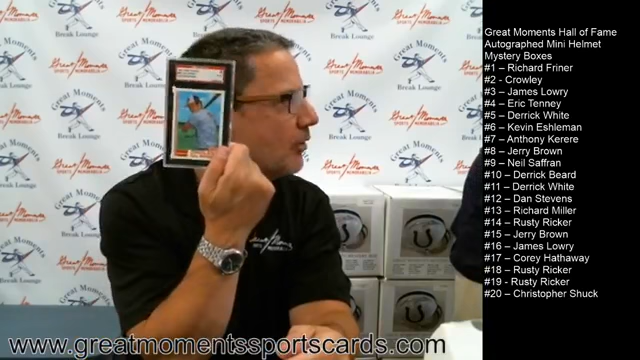 Great Moments Hall of Fame
Autographed Mini Helmet
Mystery Boxes
#1 – Richard Friner
#2 - Crowley
#3 – James Lowry
#4 – Eric Tenney
#5 – Derrick White
#6 – Kevin Eshleman
#7 – Anthony Kerere
#8 – Jerry Brown
#9 – Neil Saffran
#10 – Derrick Beard
#11 – Derrick White
#12 – Dan Stevens
#13 – Richard Miller
#14 – Rusty Ricker
#15 – Jerry Brown
#16 – James Lowry
#17 – Corey Hathaway
#18 – Rusty Ricker
#19 - Rusty Ricker
#20 – Christopher Shuck
Great Moments
Break Lounge
Great Moments
SPORTS MEMORABILIA
www.greatmomentssportscards.com